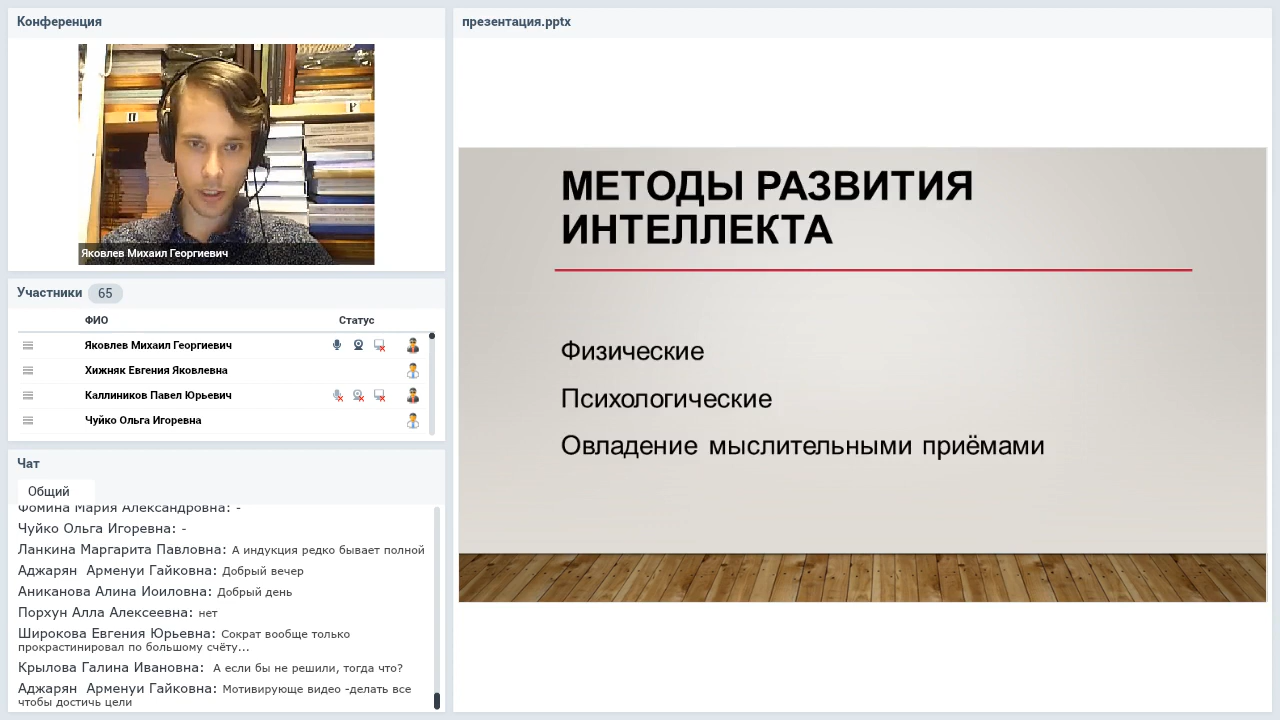 Конференция
Яковлев Михаил Георгиевич
Участники 65
ФИО Статус
Яковлев Михаил Георгиевич
Хижняк Евгения Яковлевна
Каллиников Павел Юрьевич
Чуйко Ольга Игоревна
Чат
Общий
Фомина Мария Александровна: -
Чуйко Ольга Игоревна: -
Ланкина Маргарита Павловна: А индукция редко бывает полной
Аджарян Арменуи Гайковна: Добрый вечер
Аниканова Алина Иоиловна: Добрый день
Порхун Алла Алексеевна: нет
Широкова Евгения Юрьевна: Сократ вообще только
прокрастинировал по большому счёту...
Крылова Галина Ивановна: А если бы не решили, тогда что?
Аджарян Арменуи Гайковна: Мотивирующе видео -делать все
чтобы достичь цели
презентация.pptx
МЕТОДЫ РАЗВИТИЯ
ИНТЕЛЛЕКТА
Физические
Психологические
Овладение мыслительными приёмами